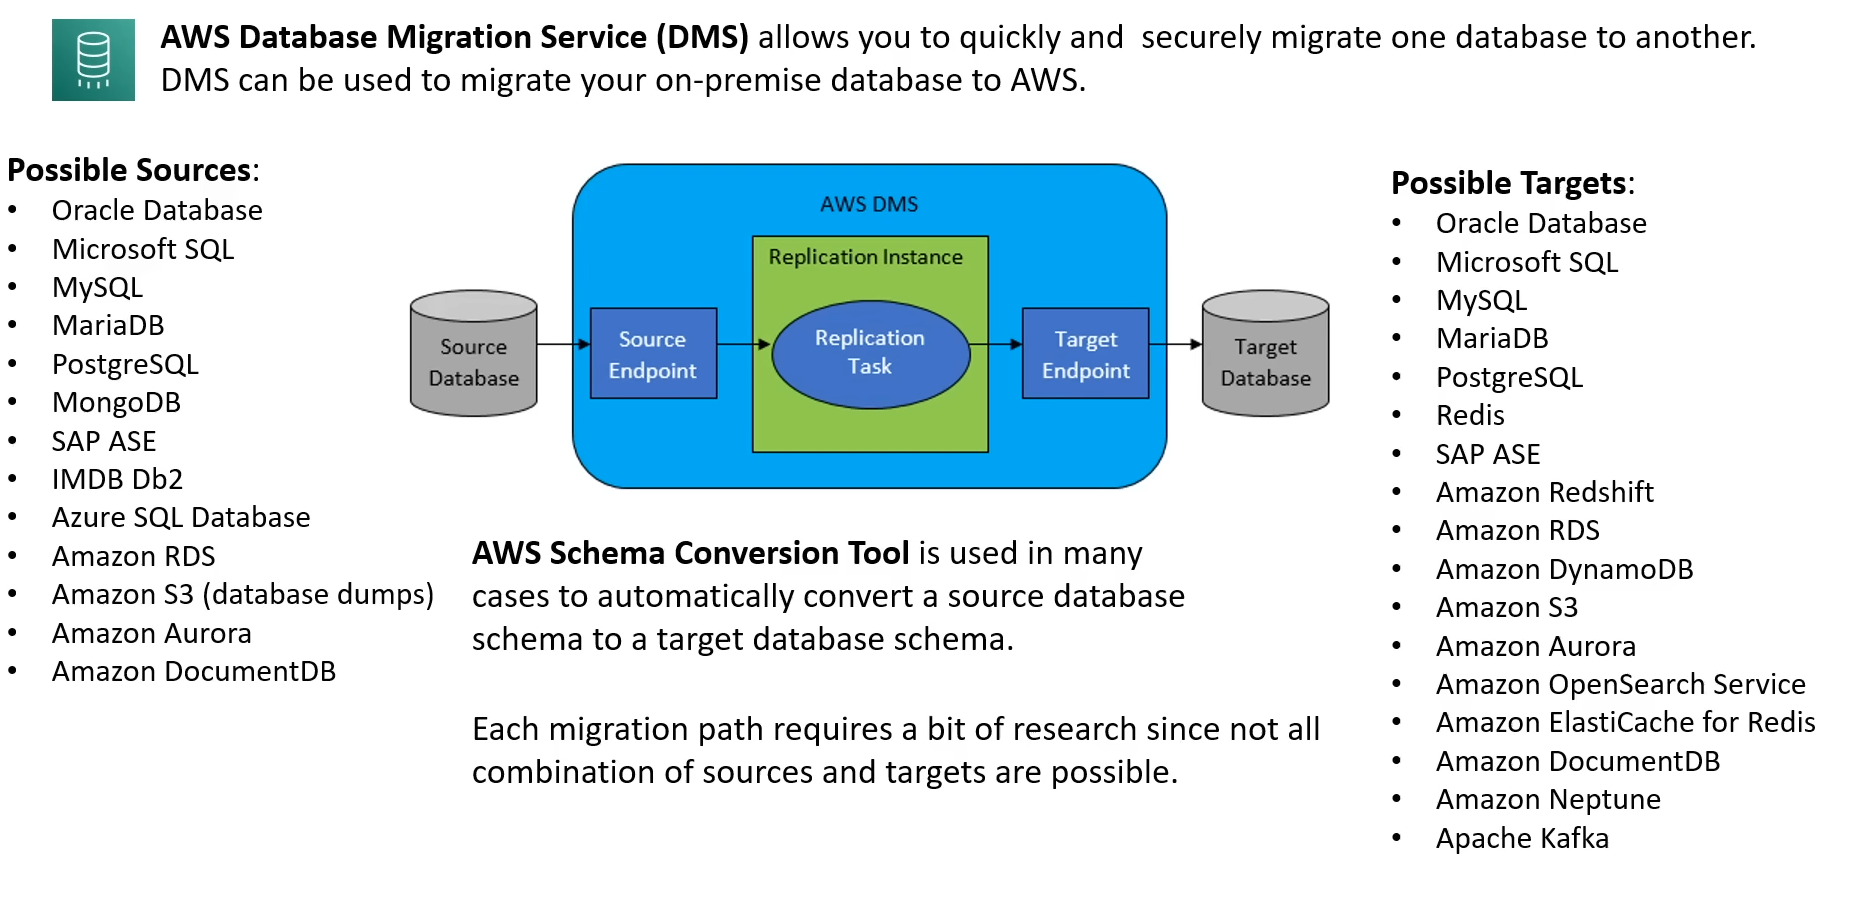 AWS Database Migration Service (DMS) allows you to quickly and  securely migrate one database to another.
DMS can be used to migrate your on-premise database to AWS.
Possible Sources:
• Oracle Database
• Microsoft SQL
• MySQL
• MariaDB
• PostgreSQL
• MongoDB
• SAP ASE
• IMDB Db2
• Azure SQL Database
• Amazon RDS
• Amazon S3 (database dumps)
• Amazon Aurora
• Amazon DocumentDB
AWS DMS
Replication Instance
Source
Database
Source
Endpoint
Replication
Task
Target
Endpoint
Target
Database
AWS Schema Conversion Tool is used in many
cases to automatically convert a source database
schema to a target database schema.
Each migration path requires a bit of research since not all
combination of sources and targets are possible.
Possible Targets:
• Oracle Database
• Microsoft SQL
• MySQL
• MariaDB
• PostgreSQL
• Redis
• SAP ASE
• Amazon Redshift
• Amazon RDS
• Amazon DynamoDB
• Amazon S3
• Amazon Aurora
• Amazon OpenSearch Service
• Amazon ElastiCache for Redis
• Amazon DocumentDB
• Amazon Neptune
• Apache Kafka